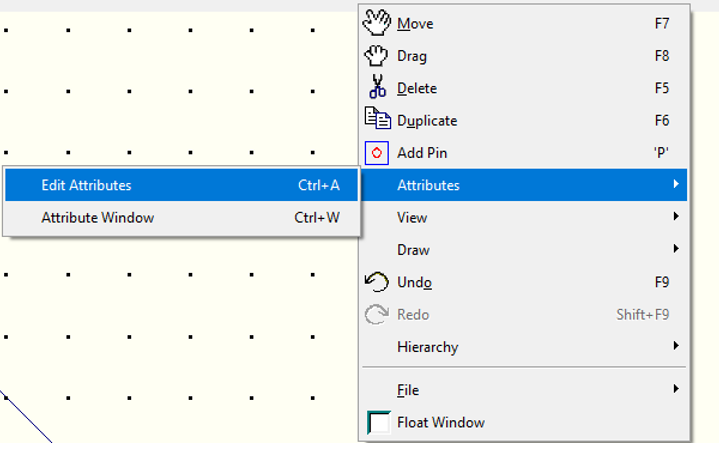 Move F7
Drag F8
Delete F5
Duplicate F6
Add Pin 'P'
Attributes
Edit Attributes Ctrl+A
Attribute Window Ctrl+W
View
Draw
Undo F9
Redo Shift+F9
Hierarchy
File
Float Window